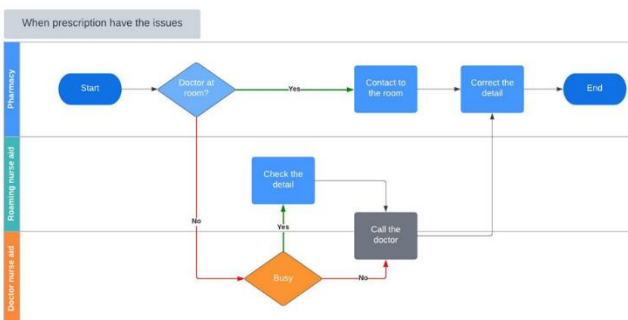 When prescription have the issues
Pharmacy
Start
Doctor at
room?
Yes
Contact to
the room
Correct the
detail
End
Roaming nurse aid
Check the
detail
No
Yes
Call the
doctor
Doctor nurse aid
Busy
No